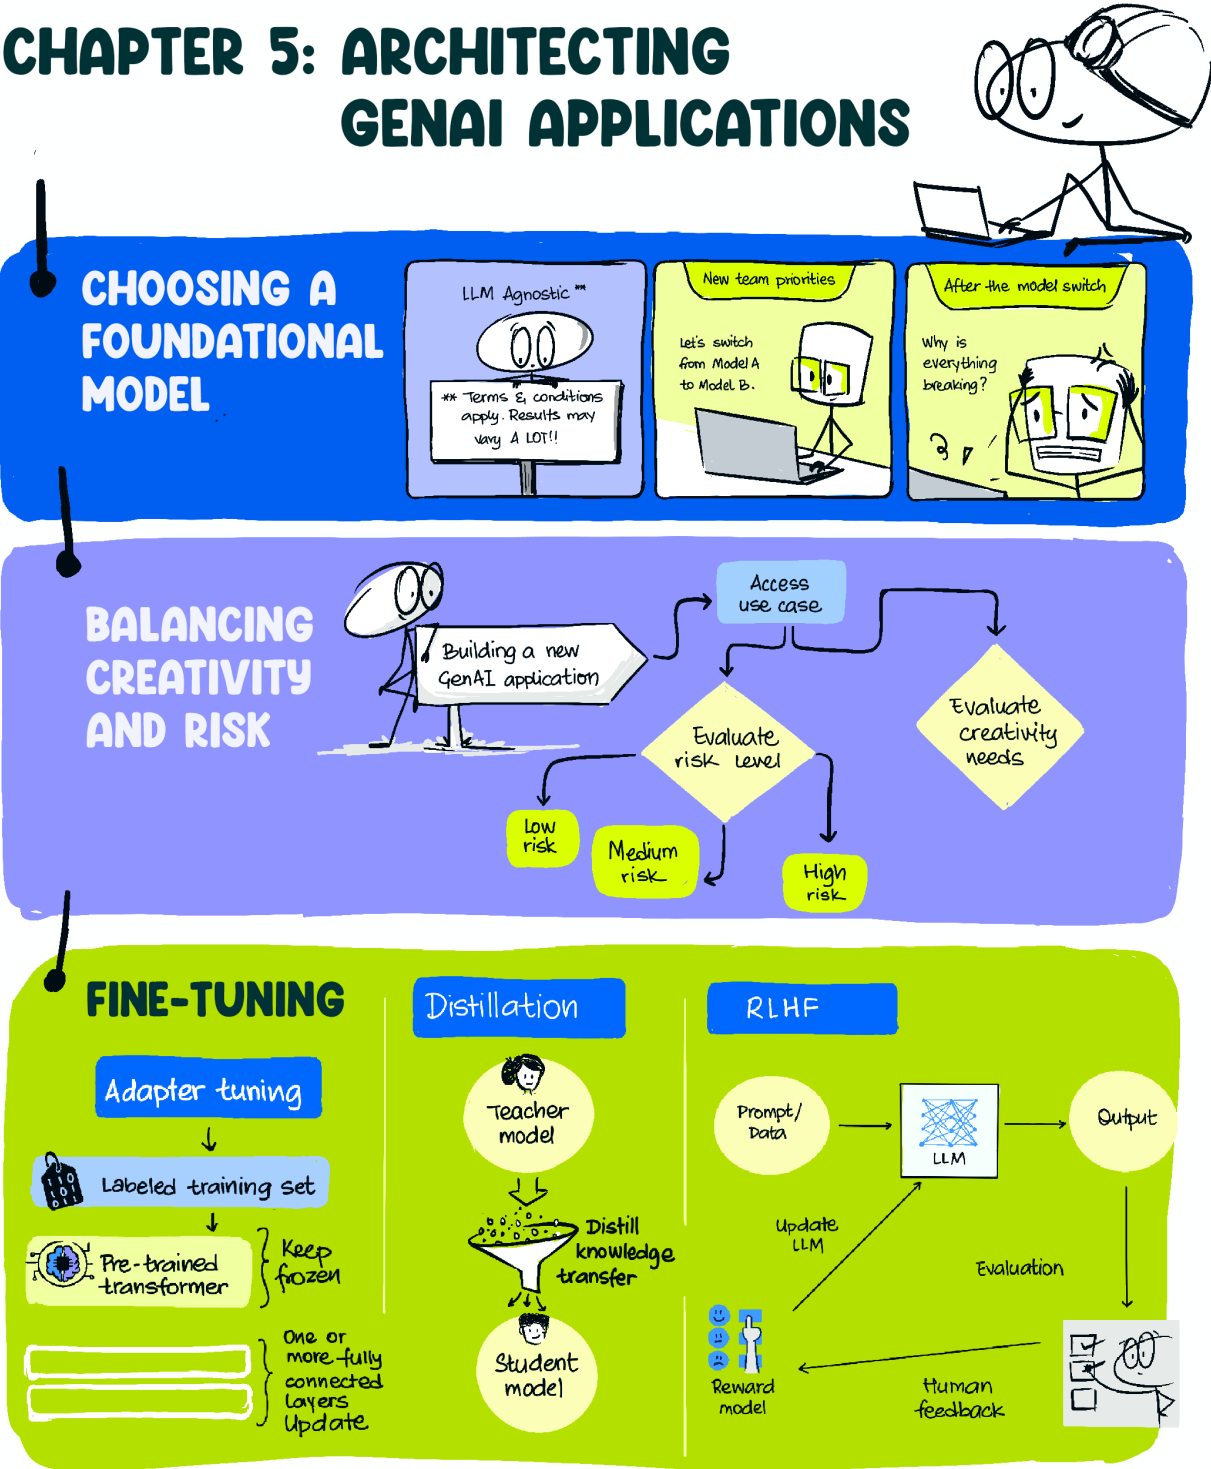 CHAPTER 5: ARCHITECTING
GENAI APPLICATIONS
CHOOSING A
FOUNDATIONAL
MODEL
LLM Agnostic **
** Terms & conditions
apply. Results may
vary A LOT!!
New team priorities
Let's switch
from Model A
to Model B.
After the model switch
Why is
everything
breaking?
BALANCING
CREATIVITY
AND RISK
Building a new
GenAI application
Access
use case
Evaluate
risk level
Evaluate
creativity
needs
Low
risk
Medium
risk
High
risk
FINE-TUNING
Adapter tuning
Labeled training set
Pre-trained
transformer
Keep
frozen
One or
more fully
connected
Layers
Update
Distillation
Teacher
model
Distill
knowledge
transfer
Student
model
RLHF
Prompt/
Data
LLM
Output
Update
LLM
Evaluation
Reward
model
Human
feedback